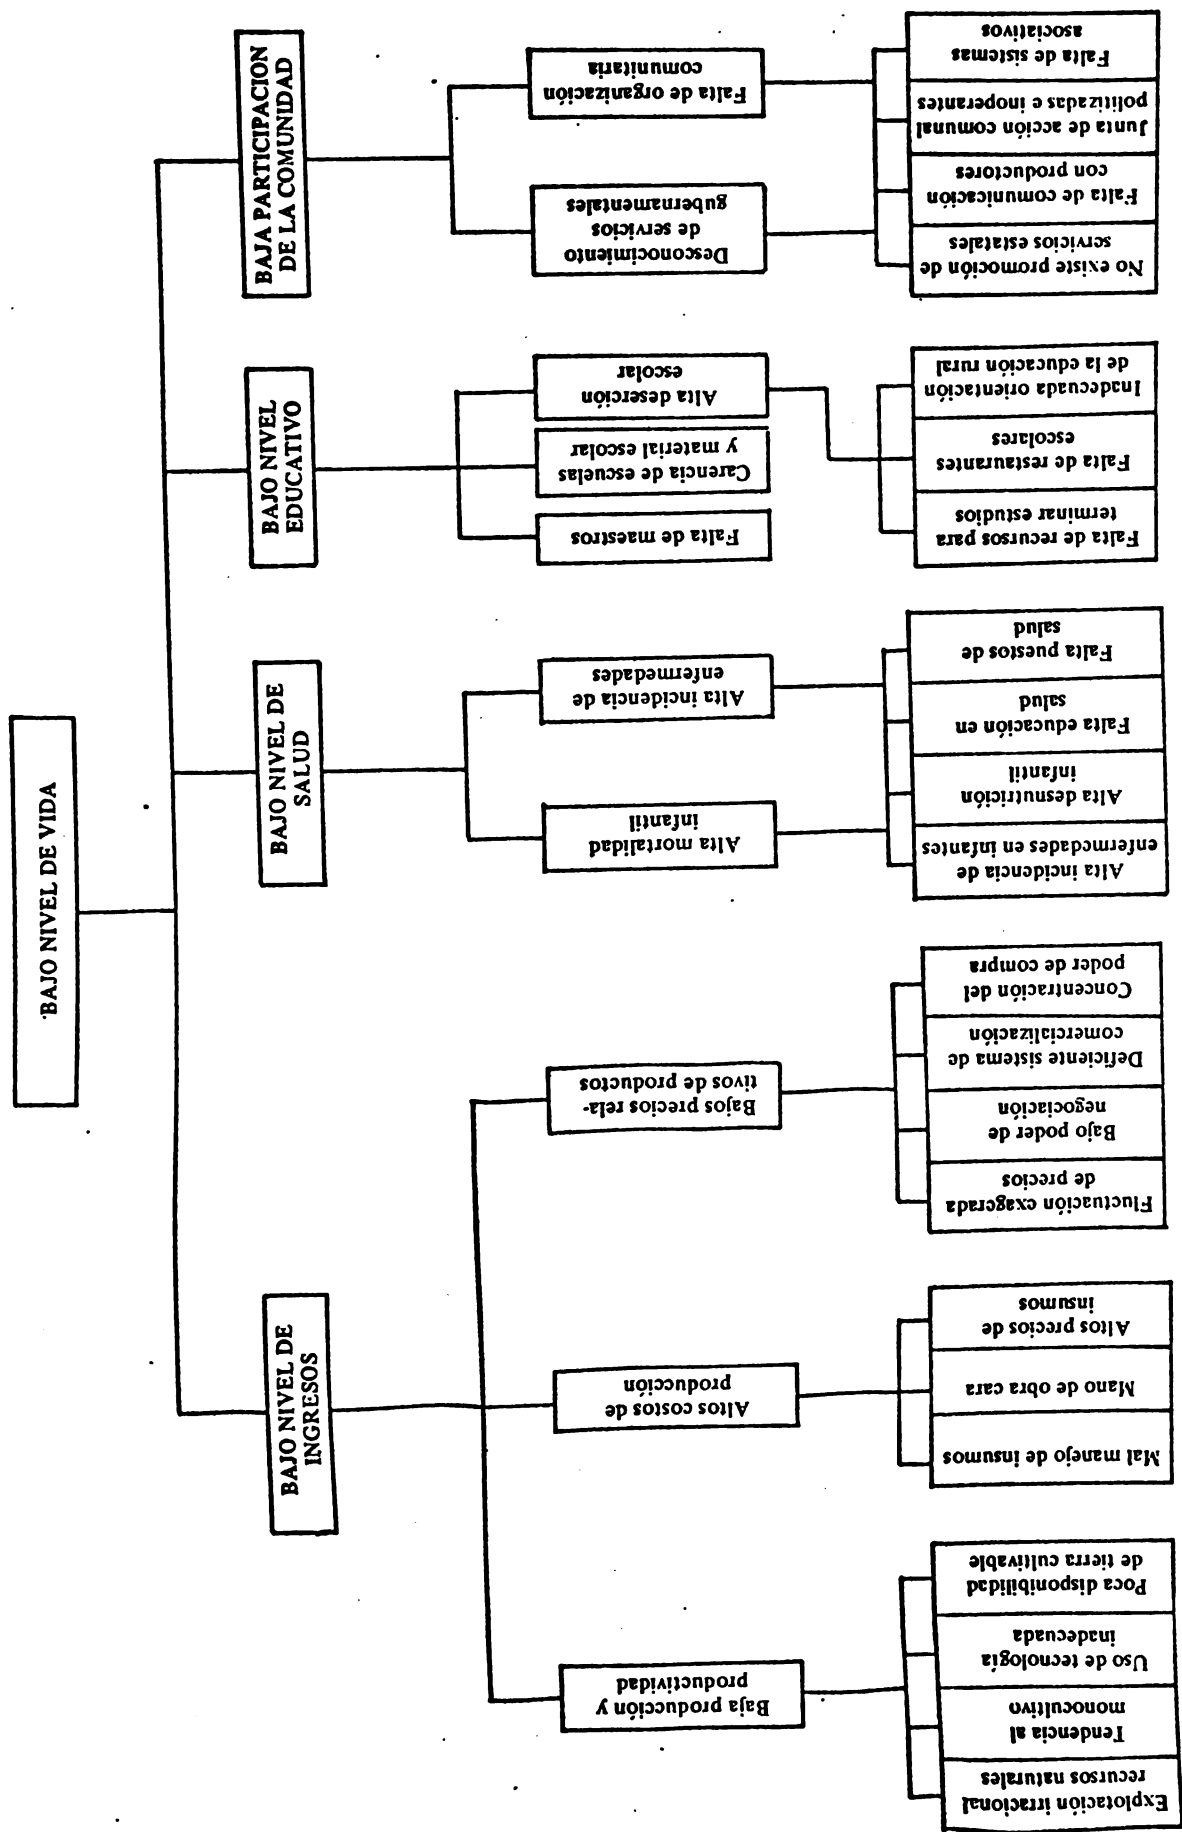 BAJO NIVEL DE VIDA
BAJO NIVEL DE
INGRESOS
BAJO NIVEL DE
SALUD
BAJO NIVEL
EDUCATIVO
BAJA PARTICIPACION
DE LA COMUNIDAD
Baja producción y
productividad
Altos costos de
producción
Bajos precios rela-
tivos de productos
Alta mortalidad
infantil
Alta incidencia de
enfermedades
Falta de maestros
Carencia de escuelas
y material escolar
Alta deserción
escolar
Desconocimiento
de servicios
gubernamentales
Falta de organización
comunitaria
Explotación irracional
recursos naturales
Tendencia al
monocultivo
Uso de tecnología
inadecuada
Poca disponibilidad
de tierra cultivable
Mal manejo de insumos
Mano de obra cara
Altos precios de
insumos
Fluctuación exagerada
de precios
Bajo poder de
negociación
Deficiente sistema de
comercialización
Concentración del
poder de compra
Alta incidencia de
enfermedades en infantes
Alta desnutrición
infantil
Falta educación en
salud
Falta puestos de
salud
Falta de recursos para
terminar estudios
Falta de restaurantes
escolares
Inadecuada orientación
de la educación rural
No existe promoción de
servicios estatales
Falta de comunicación
con productores
Junta de acción comunal
politizadas e inoperantes
Falta de sistemas
asociativos